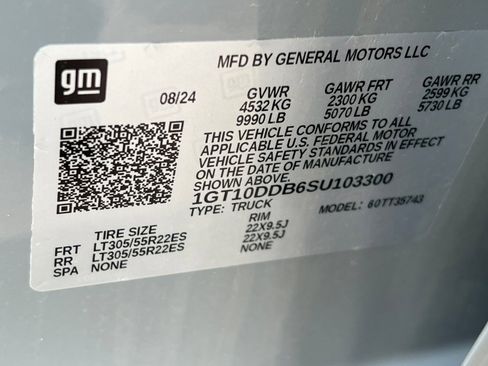 gm
MFD BY GENERAL MOTORS LLC
08/24 GVWR GAWR FRT GAWR RR
4532 KG 2300 KG 2599 KG
9990 LB 5070 LB 5730 LB
THIS VEHICLE CONFORMS TO ALL
APPLICABLE U.S. FEDERAL MOTOR
VEHICLE SAFETY STANDARDS IN EFFECT
ON THE DATE OF MANUFACTURE
SHOWN ABOVE.
1GT10DDB6SU103300
TYPE: TRUCK MODEL: 80TT35743
TIRE SIZE RIM
FRT LT305/55R22ES 22X9.5J
RR LT305/55R22ES 22X9.5J
SPA NONE NONE